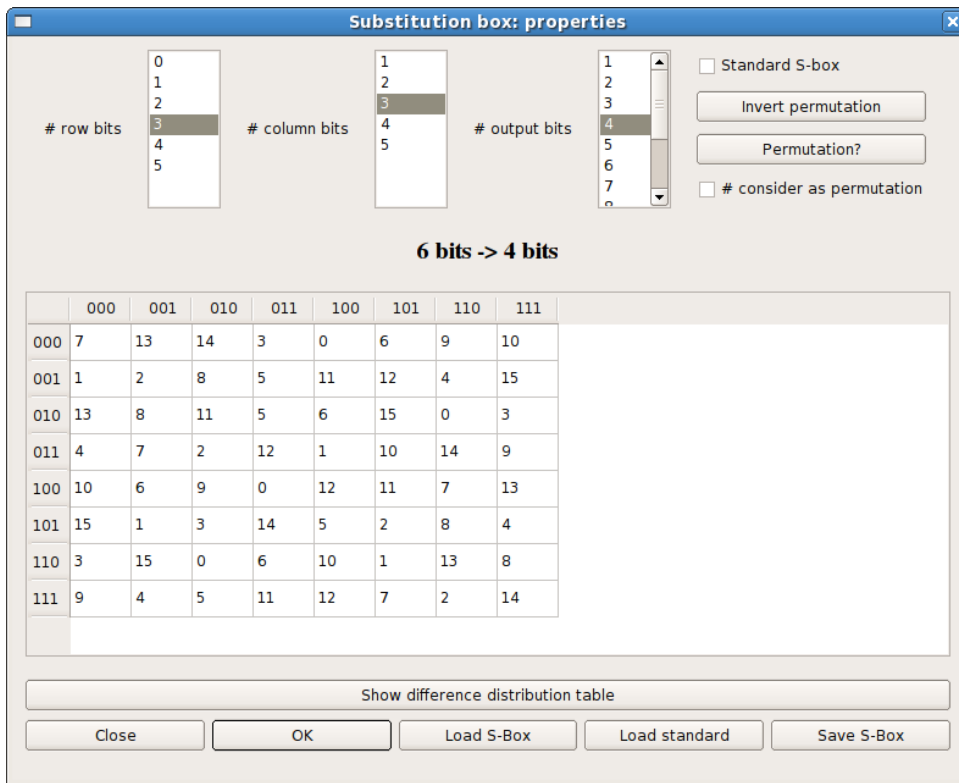 Substitution box: properties
# row bits
0
1
2
3
4
5
# column bits
1
2
3
4
5
# output bits
1
2
3
4
5
6
7
Standard S-box
Invert permutation
Permutation?
# consider as permutation
6 bits -> 4 bits
000 001 010 011 100 101 110 111
000 7 13 14 3 0 6 9 10
001 1 2 8 5 11 12 4 15
010 13 8 11 5 6 15 0 3
011 4 7 2 12 1 10 14 9
100 10 6 9 0 12 11 7 13
101 15 1 3 14 5 2 8 4
110 3 15 0 6 10 1 13 8
111 9 4 5 11 12 7 2 14
Show difference distribution table
Close OK Load S-Box Load standard Save S-Box